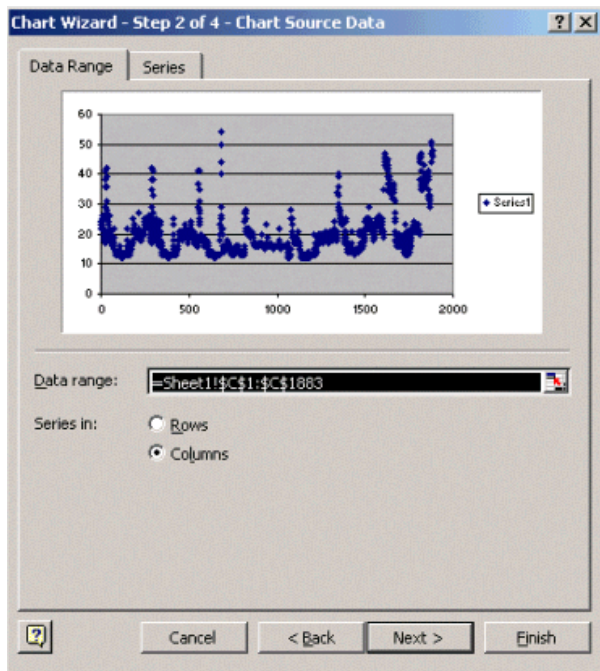 Chart Wizard - Step 2 of 4 - Chart Source Data
Data Range Series
60
50
40
30
20
10
0
0 500 1000 1500 2000
Series1
Data range: =Sheet1!$C$1:$C$1883
Series in: Rows
Columns
Cancel < Back Next > Finish